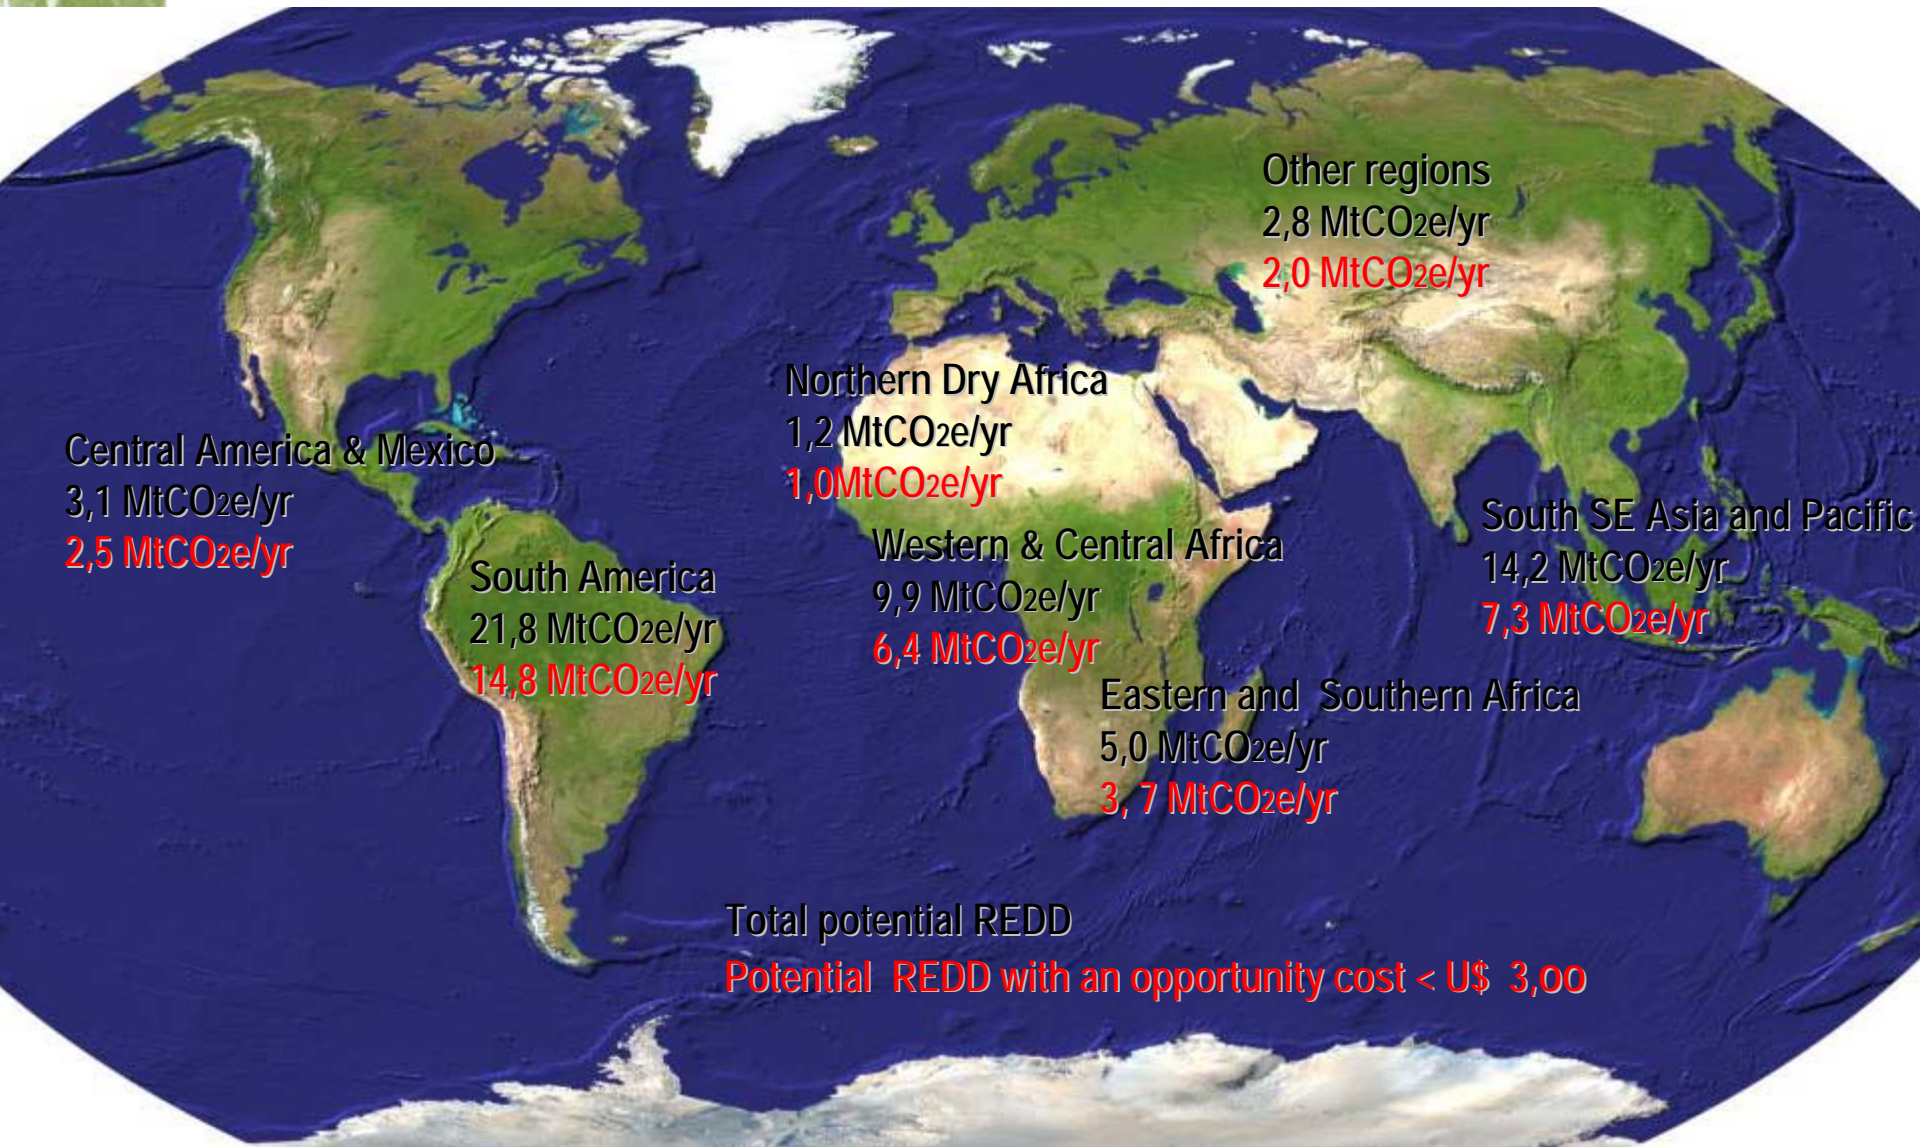 Other regions
2,8 MtCO2e/yr
2,0 MtCO2e/yr
Northern Dry Africa
1,2 MtCO2e/yr
1,0MtCO2e/yr
Central America & Mexico
3,1 MtCO2e/yr
2,5 MtCO2e/yr
South America
21,8 MtCO2e/yr
14,8 MtCO2e/yr
Western & Central Africa
9,9 MtCO2e/yr
6,4 MtCO2e/yr
South SE Asia and Pacific
14,2 MtCO2e/yr
7,3 MtCO2e/yr
Eastern and Southern Africa
5,0 MtCO2e/yr
3, 7 MtCO2e/yr
Total potential REDD
Potential REDD with an opportunity cost < U$ 3,00